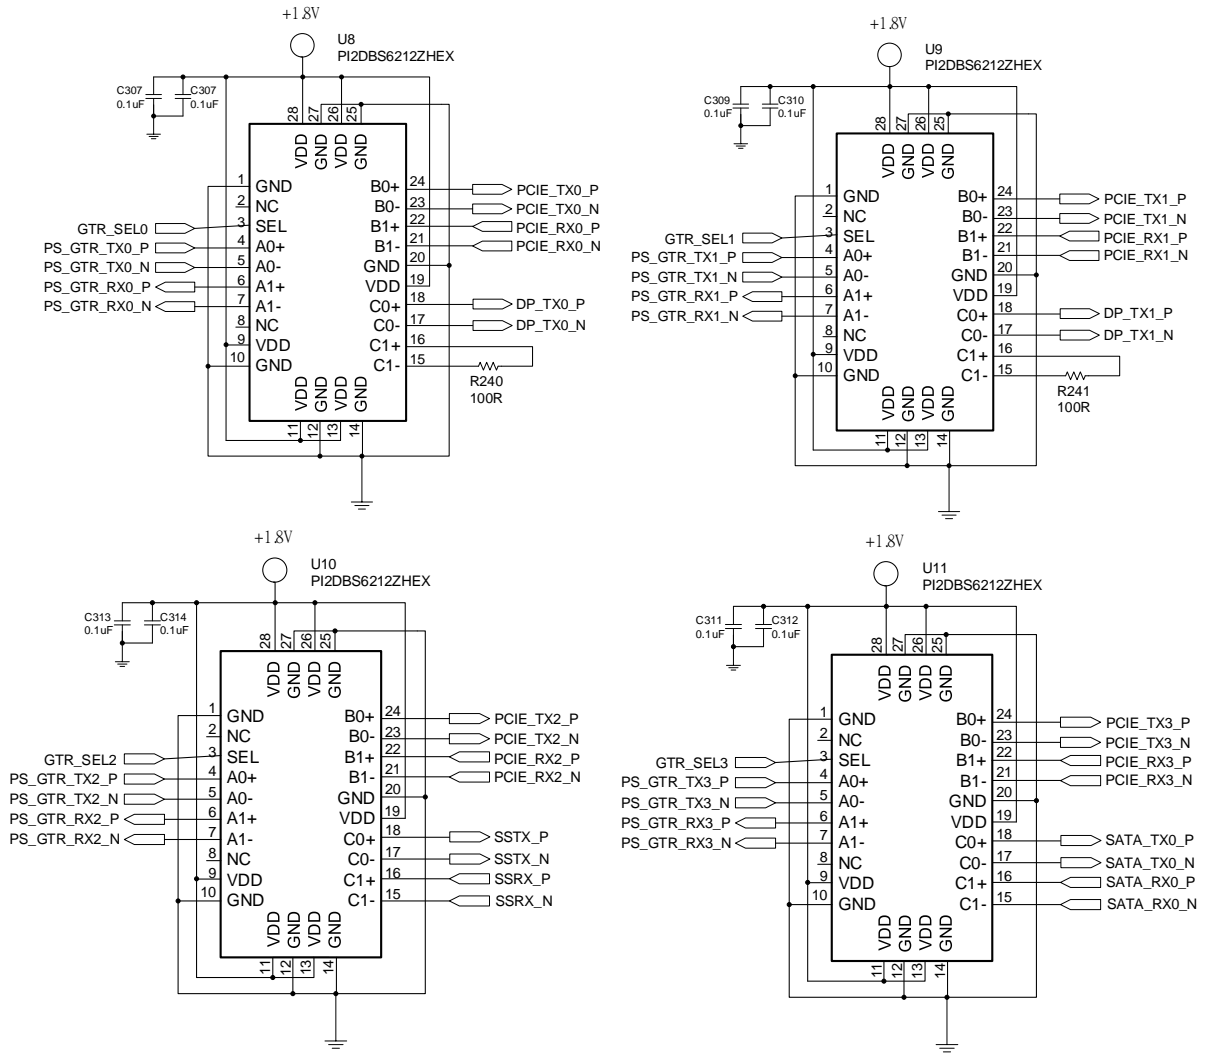 +1.8V
U8
PI2DBS6212ZHEX
C307
0.1uF
C307
0.1uF
28
27
26
25
VDD
GND
VDD
GND
1 GND
2 NC
GTR_SEL0 3 SEL
PS_GTR_TX0_P 4 A0+
PS_GTR_TX0_N 5 A0-
PS_GTR_RX0_P 6 A1+
PS_GTR_RX0_N 7 A1-
8 NC
9 VDD
10 GND
B0+ 24 PCIE_TX0_P
B0- 23 PCIE_TX0_N
B1+ 22 PCIE_RX0_P
B1- 21 PCIE_RX0_N
GND 20
VDD 19
C0+ 18 DP_TX0_P
C0- 17 DP_TX0_N
C1+ 16
C1- 15
R240
100R
VDD
GND
VDD
GND
11
12
13
14
+1.8V
U9
PI2DBS6212ZHEX
C309
0.1uF
C310
0.1uF
28
27
26
25
VDD
GND
VDD
GND
1 GND
2 NC
GTR_SEL1 3 SEL
PS_GTR_TX1_P 4 A0+
PS_GTR_TX1_N 5 A0-
PS_GTR_RX1_P 6 A1+
PS_GTR_RX1_N 7 A1-
8 NC
9 VDD
10 GND
B0+ 24 PCIE_TX1_P
B0- 23 PCIE_TX1_N
B1+ 22 PCIE_RX1_P
B1- 21 PCIE_RX1_N
GND 20
VDD 19
C0+ 18 DP_TX1_P
C0- 17 DP_TX1_N
C1+ 16
C1- 15
R241
100R
VDD
GND
VDD
GND
11
12
13
14
+1.8V
U10
PI2DBS6212ZHEX
C313
0.1uF
C314
0.1uF
28
27
26
25
VDD
GND
VDD
GND
1 GND
2 NC
GTR_SEL2 3 SEL
PS_GTR_TX2_P 4 A0+
PS_GTR_TX2_N 5 A0-
PS_GTR_RX2_P 6 A1+
PS_GTR_RX2_N 7 A1-
8 NC
9 VDD
10 GND
B0+ 24 PCIE_TX2_P
B0- 23 PCIE_TX2_N
B1+ 22 PCIE_RX2_P
B1- 21 PCIE_RX2_N
GND 20
VDD 19
C0+ 18 SSTX_P
C0- 17 SSTX_N
C1+ 16 SSRX_P
C1- 15 SSRX_N
VDD
GND
VDD
GND
11
12
13
14
+1.8V
U11
PI2DBS6212ZHEX
C311
0.1uF
C312
0.1uF
28
27
26
25
VDD
GND
VDD
GND
1 GND
2 NC
GTR_SEL3 3 SEL
PS_GTR_TX3_P 4 A0+
PS_GTR_TX3_N 5 A0-
PS_GTR_RX3_P 6 A1+
PS_GTR_RX3_N 7 A1-
8 NC
9 VDD
10 GND
B0+ 24 PCIE_TX3_P
B0- 23 PCIE_TX3_N
B1+ 22 PCIE_RX3_P
B1- 21 PCIE_RX3_N
GND 20
VDD 19
C0+ 18 SATA_TX0_P
C0- 17 SATA_TX0_N
C1+ 16 SATA_RX0_P
C1- 15 SATA_RX0_N
VDD
GND
VDD
GND
11
12
13
14